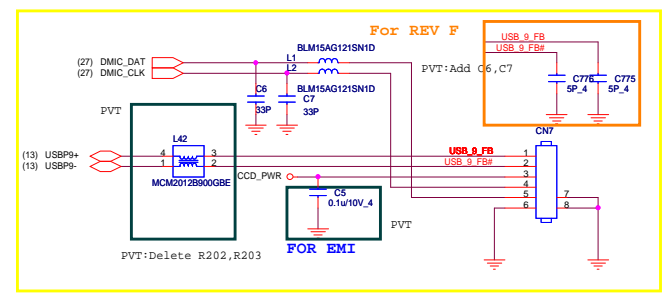 For REV F
BLM15AG121SN1D
USB_9_FB
USB_9_FB#
(27) DMIC_DAT
L1
(27) DMIC_CLK
L2
PVT:Add C6,C7
C776
C775
5P_4
5P_4
C6
BLM15AG121SN1D
C7
33P
33P
PVT
CN7
L42
(13) USBP9+
4
3
USB_9_FB
1
(13) USBP9-
1
2
USB_9_FB#
2
CCD_PWR
3
MCM2012B900GBE
4
C5
5
7
0.1u/10V_4
6
8
PVT
FOR EMI
PVT:Delete R202,R203